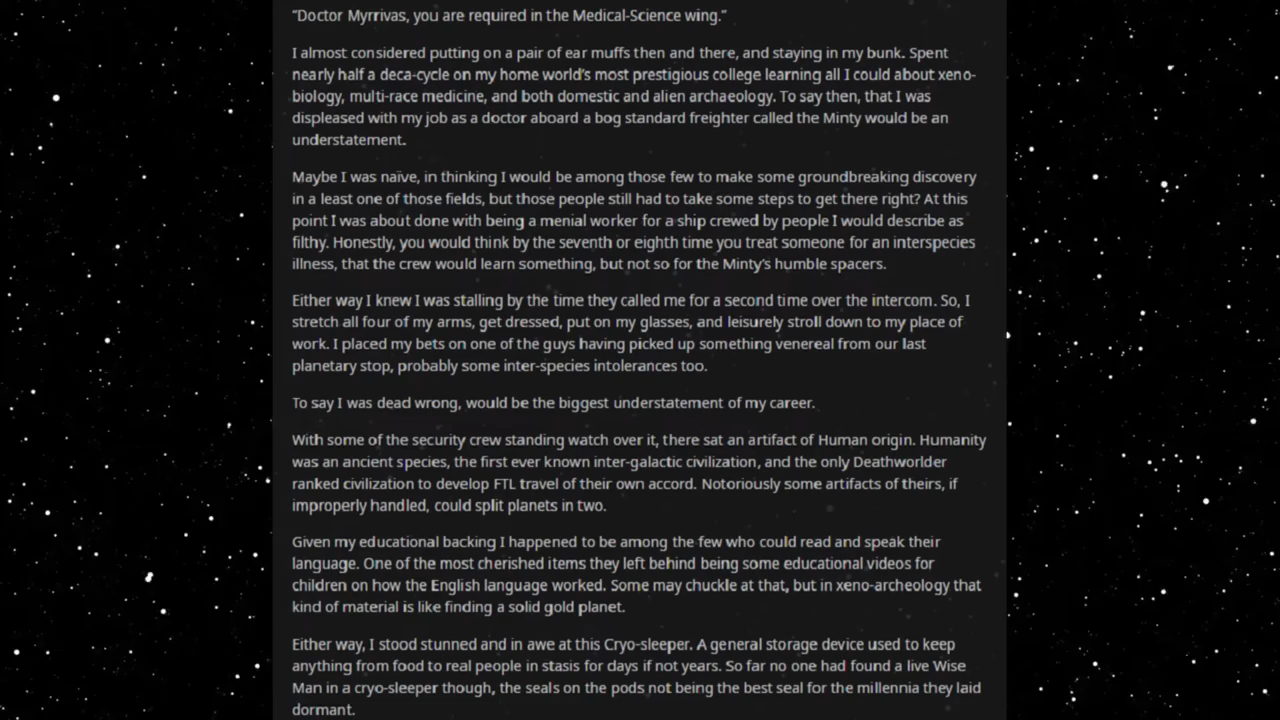 “Doctor Myrrivas, you are required in the Medical-Science wing.”
I almost considered putting on a pair of ear muffs then and there, and staying in my bunk. Spent
nearly half a deca-cycle on my home world’s most prestigious college learning all I could about xeno-
biology, multi-race medicine, and both domestic and alien archaeology. To say then, that I was
displeased with my job as a doctor aboard a bog standard freighter called the Minty would be an
understatement.
Maybe I was naïve, in thinking I would be among those few to make some groundbreaking discovery
in a least one of those fields, but those people still had to take some steps to get there right? At this
point I was about done with being a menial worker for a ship crewed by people I would describe as
filthy. Honestly, you would think by the seventh or eighth time you treat someone for an interspecies
illness, that the crew would learn something, but not so for the Minty’s humble spacers.
Either way I knew I was stalling by the time they called me for a second time over the intercom. So, I
stretch all four of my arms, get dressed, put on my glasses, and leisurely stroll down to my place of
work. I placed my bets on one of the guys having picked up something venereal from our last
planetary stop, probably some inter-species intolerances too.
To say I was dead wrong, would be the biggest understatement of my career.
With some of the security crew standing watch over it, there sat an artifact of Human origin. Humanity
was an ancient species, the first ever known inter-galactic civilization, and the only Deathworlder
ranked civilization to develop FTL travel of their own accord. Notoriously some artifacts of theirs, if
improperly handled, could split planets in two.
Given my educational backing I happened to be among the few who could read and speak their
language. One of the most cherished items they left behind being some educational videos for
children on how the English language worked. Some may chuckle at that, but in xeno-archeology that
kind of material is like finding a solid gold planet.
Either way, I stood stunned and in awe at this Cryo-sleeper. A general storage device used to keep
anything from food to real people in stasis for days if not years. So far no one had found a live Wise
Man in a cryo-sleeper though, the seals on the pods not being the best seal for the millennia they laid
dormant.